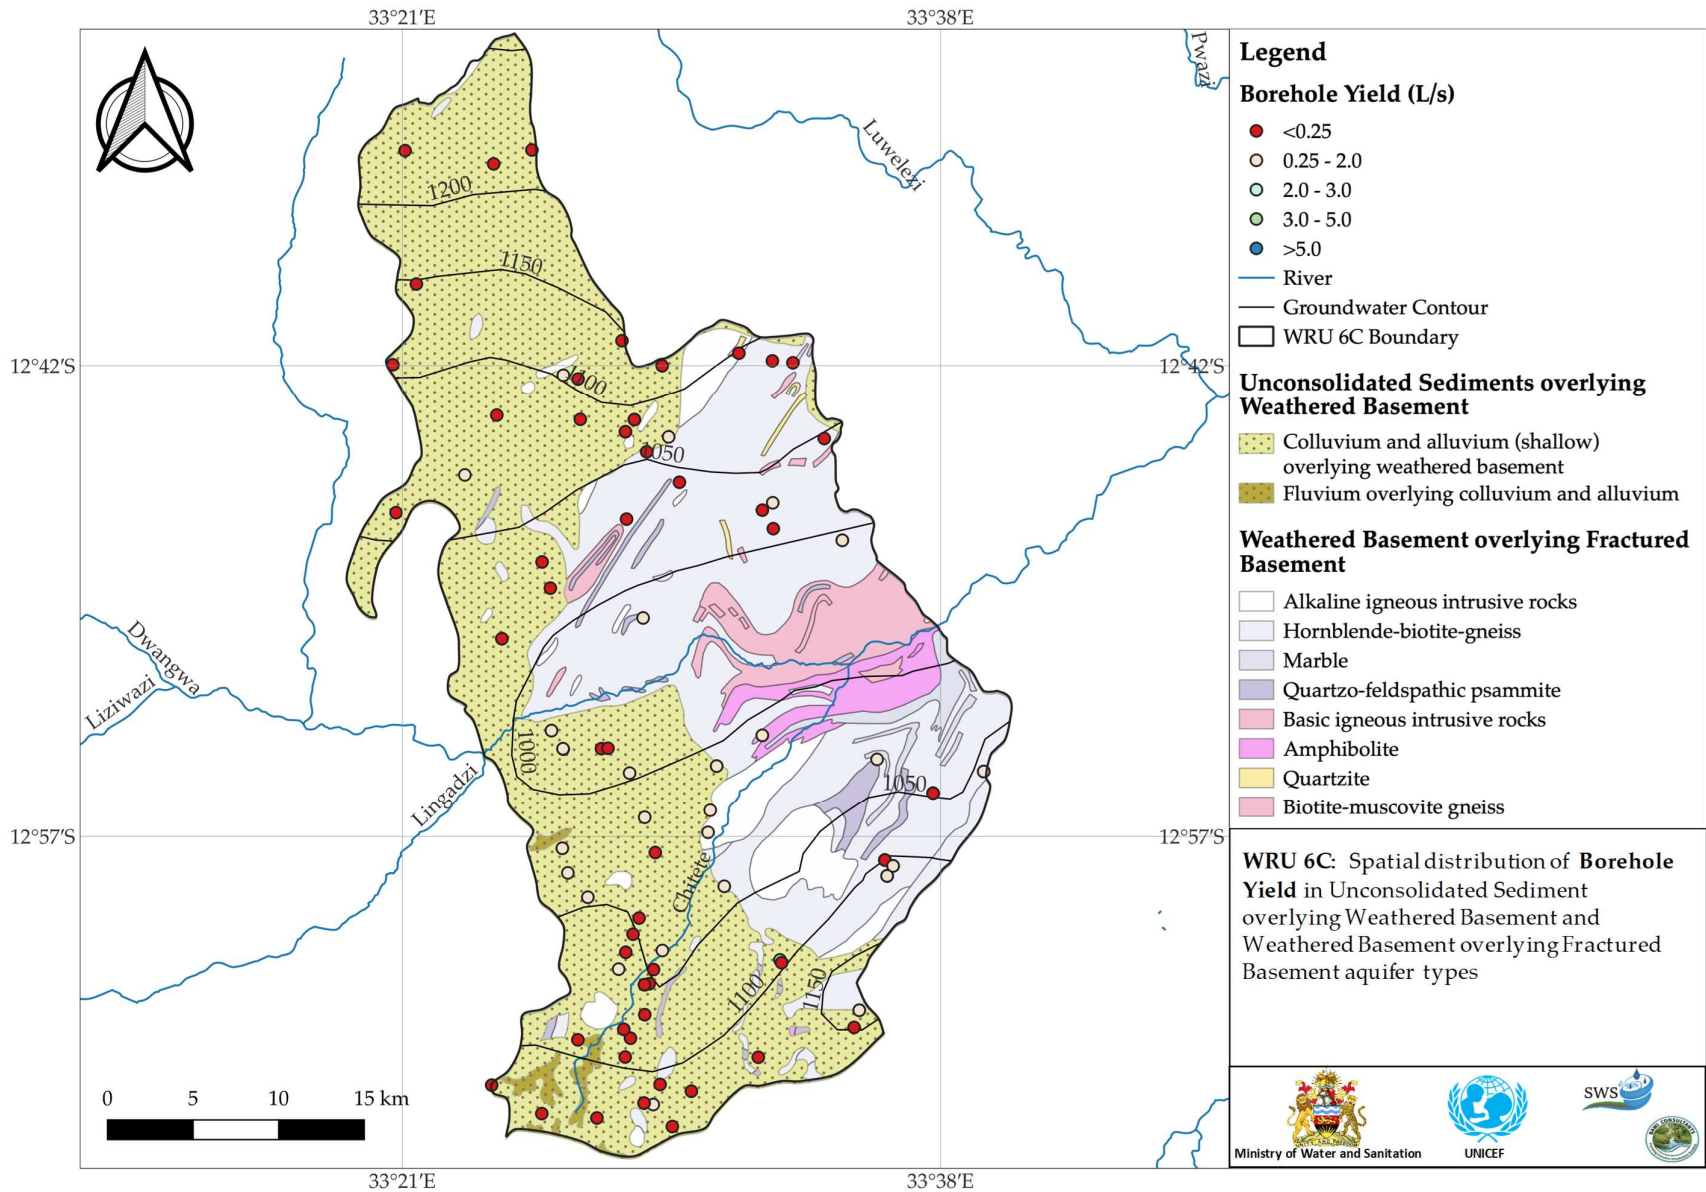 33°21′E
33°38′E
Pwazi
Luwelezi
1200
1150
12°42′S
12°42′S
1100
1050
Dwangwa
Liziwazi
1000
Lingadzi
1050
12°57′S
12°57′S
Chitete
1100
1150
0 5 10 15 km
33°21′E
33°38′E
Legend
Borehole Yield (L/s)
<0.25
0.25 - 2.0
2.0 - 3.0
3.0 - 5.0
>5.0
River
Groundwater Contour
WRU 6C Boundary
Unconsolidated Sediments overlying
Weathered Basement
Colluvium and alluvium (shallow)
overlying weathered basement
Fluvium overlying colluvium and alluvium
Weathered Basement overlying Fractured
Basement
Alkaline igneous intrusive rocks
Hornblende-biotite-gneiss
Marble
Quartzo-feldspathic psammite
Basic igneous intrusive rocks
Amphibolite
Quartzite
Biotite-muscovite gneiss
WRU 6C: Spatial distribution of Borehole
Yield in Unconsolidated Sediment
overlying Weathered Basement and
Weathered Basement overlying Fractured
Basement aquifer types
SWS
Ministry of Water and Sanitation
UNICEF